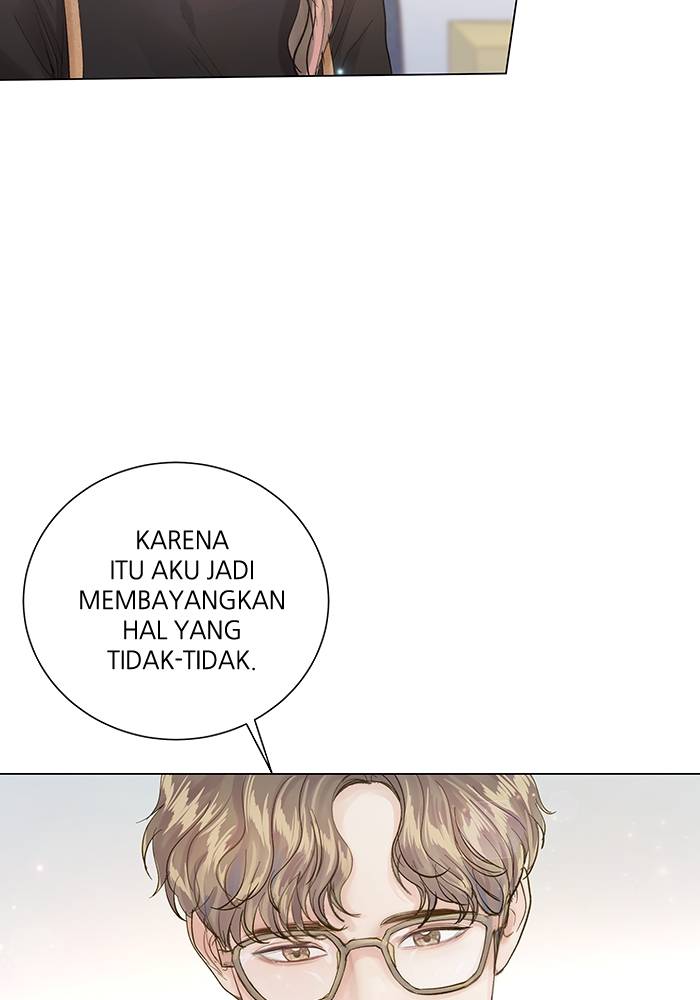 KARENA
ITU AKU JADI
MEMBAYANGKAN
HAL YANG
TIDAK-TIDAK.